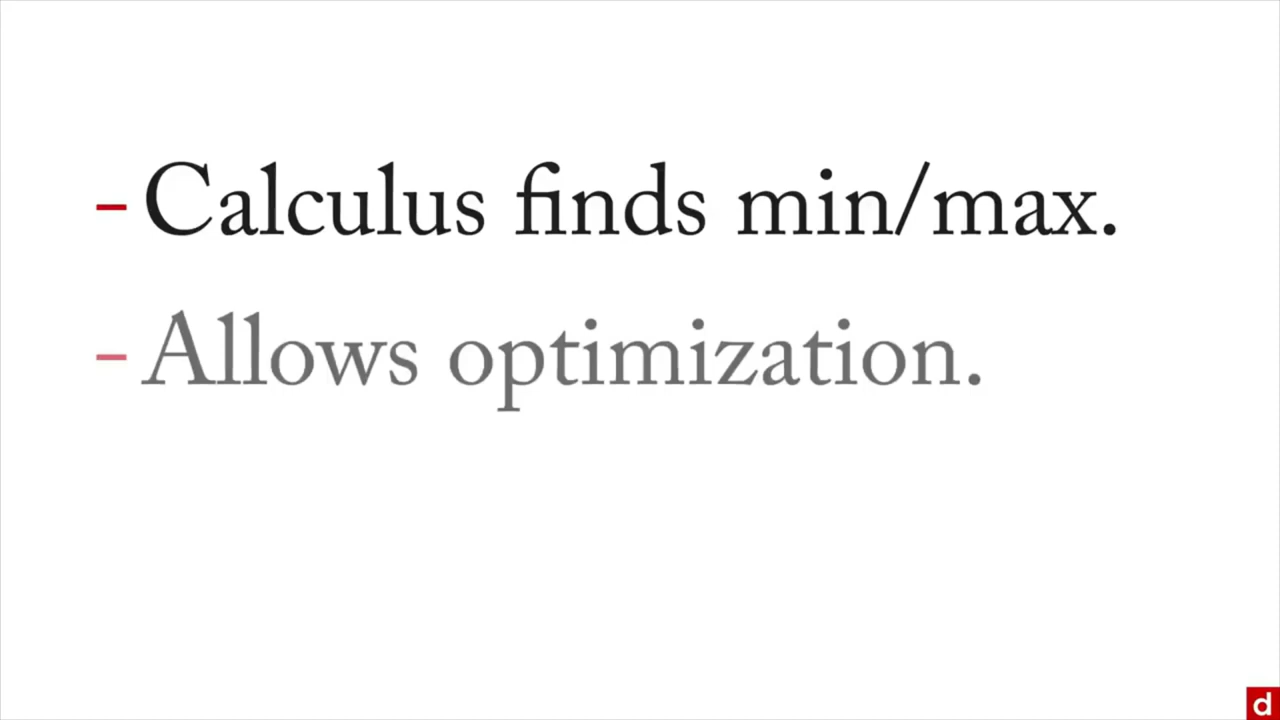 - Calculus finds min/max.
- Allows optimization.
d